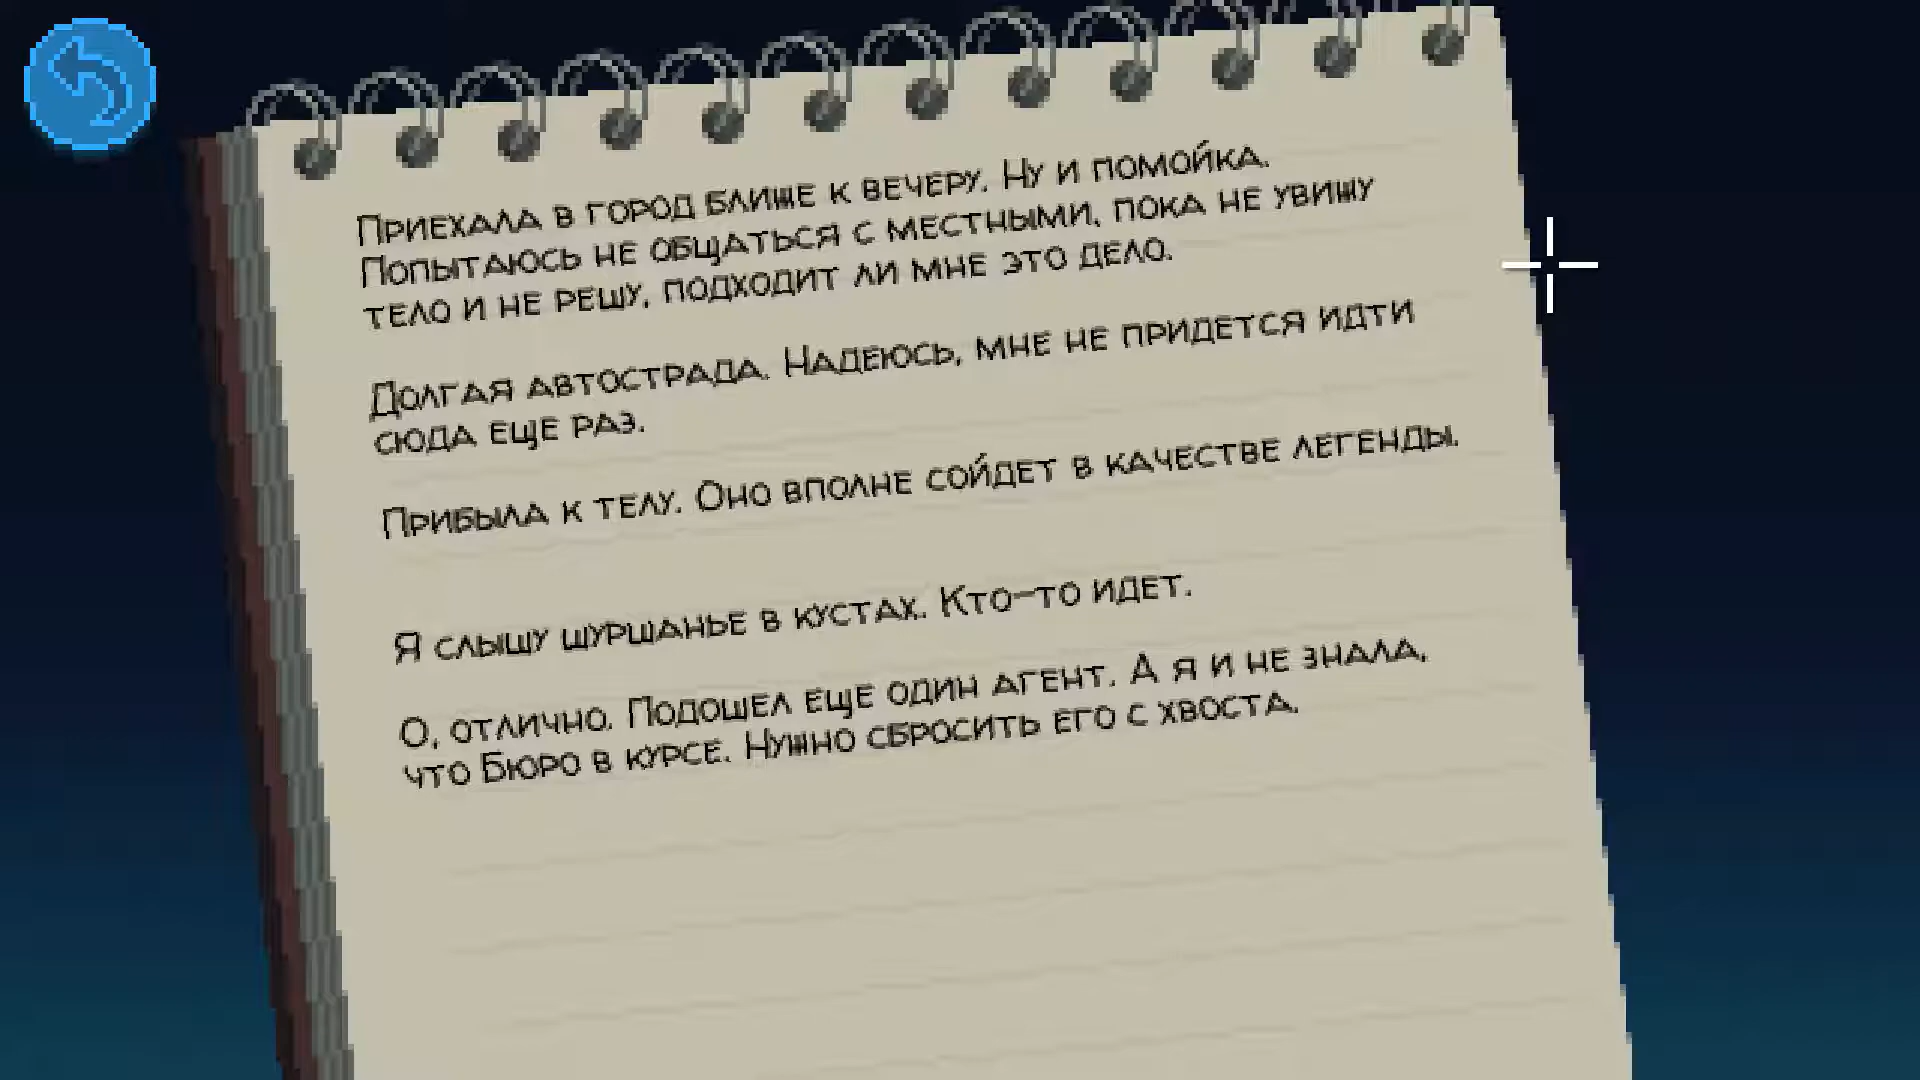 Приехала в город ближе к вечеру. Ну и помойка.
Попытаюсь не общаться с местными, пока не увижу
тело и не решу, подходит ли мне это дело.
Долгая автострада. Надеюсь, мне не придется идти
сюда еще раз.
Прибыла к телу. Оно вполне сойдет в качестве легенды.
Я слышу шуршанье в кустах. Кто-то идет.
О, отлично. Подошел еще один агент. А я и не знала,
что Бюро в курсе. Нужно сбросить его с хвоста.